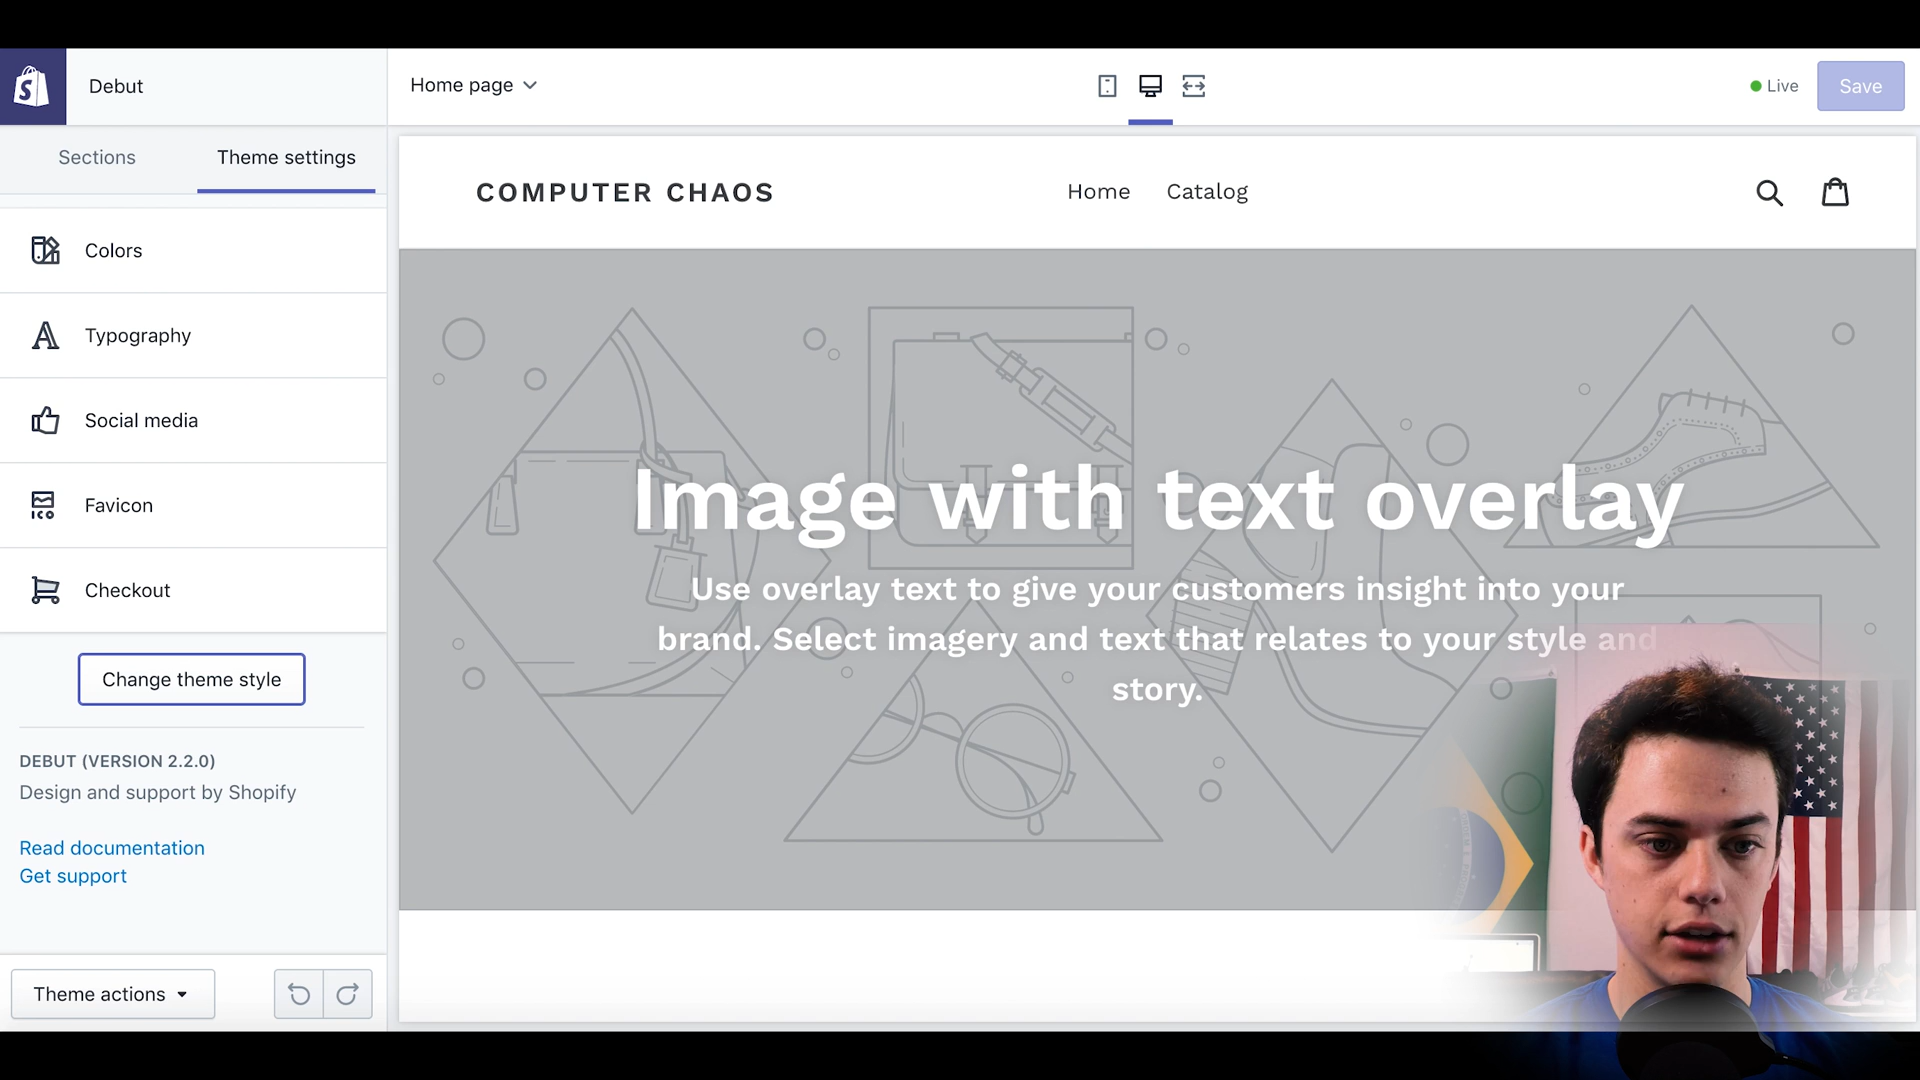 Debut
Home page
Live
Save
Sections
Theme settings
COMPUTER CHAOS
Home
Catalog
Colors
Typography
Social media
ICO
Favicon
Checkout
Image with text overlay
Use overlay text to give your customers insight into your
brand. Select imagery and text that relates to your style and
story.
Change theme style
DEBUT (VERSION 2.2.0)
Design and support by Shopify
Read documentation
Get support
Theme actions